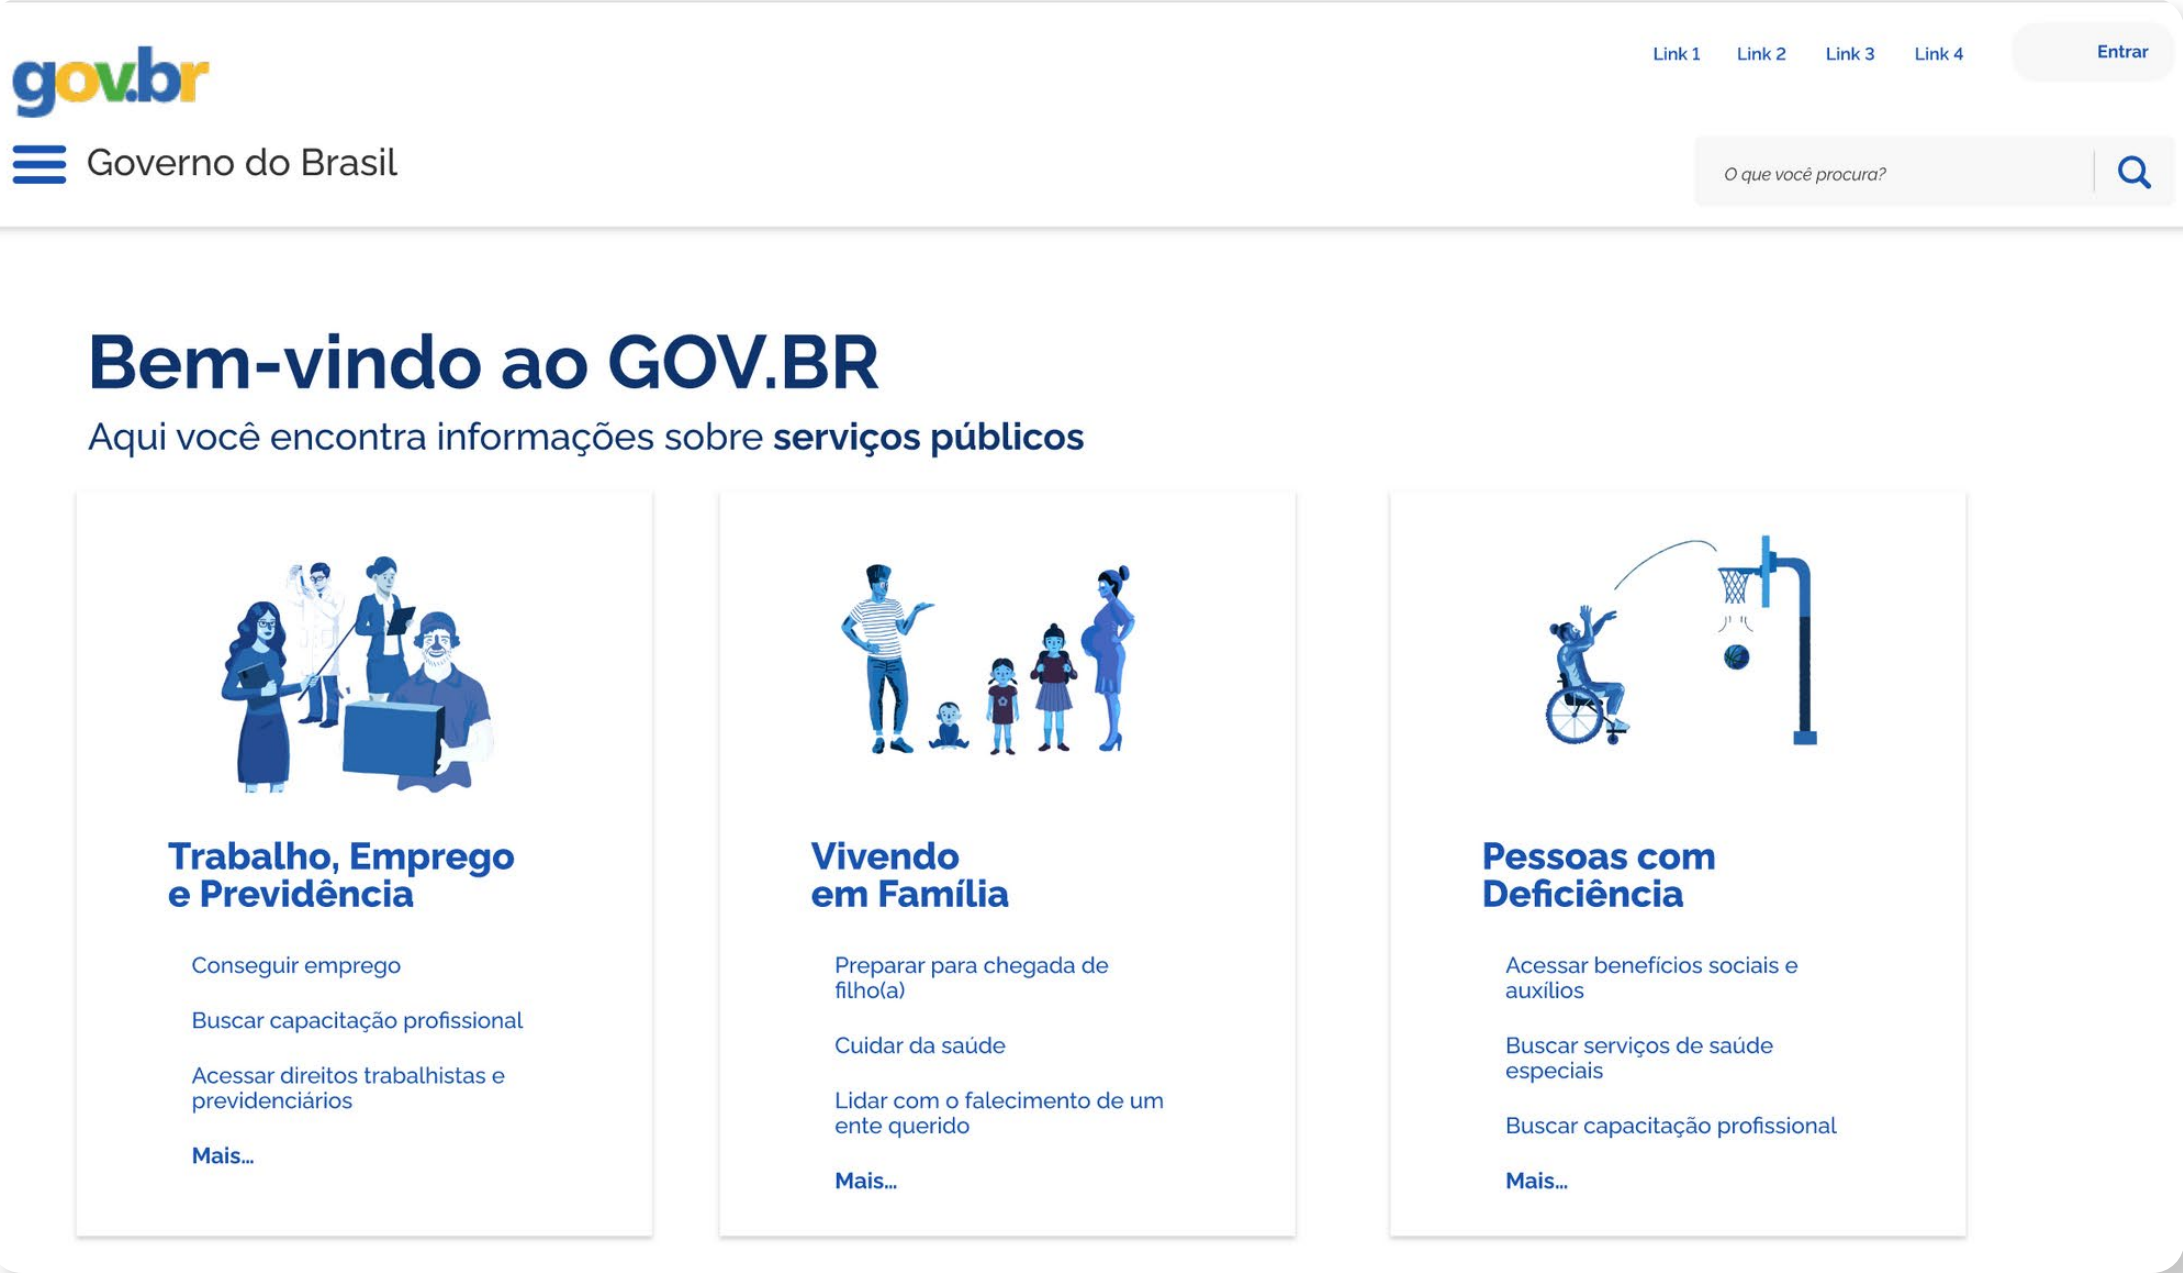 gov.br
Link 1 Link 2 Link 3 Link 4 Entrar
Governo do Brasil
O que você procura?
Bem-vindo ao GOV.BR
Aqui você encontra informações sobre serviços públicos
Trabalho, Emprego
e Previdência
Conseguir emprego
Buscar capacitação profissional
Acessar direitos trabalhistas e
previdenciários
Mais...
Vivendo
em Família
Preparar para chegada de
filho(a)
Cuidar da saúde
Lidar com o falecimento de um
ente querido
Mais...
Pessoas com
Deficiência
Acessar benefícios sociais e
auxílios
Buscar serviços de saúde
especiais
Buscar capacitação profissional
Mais...